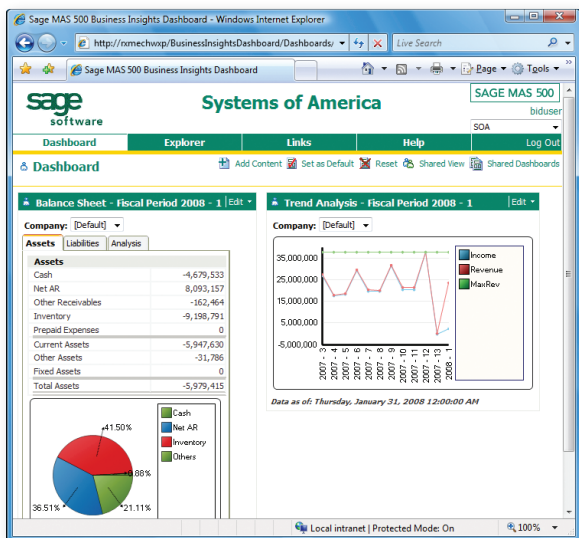 Sage MAS 500 Business Insights Dashboard - Windows Internet Explorer
http://rxmechwxp/BusinessInsightsDashboard/Dashboards/
Live Search
Sage MAS 500 Business Insights Dashboard
Page
Tools
sage software
Systems of America
SAGE MAS 500
biduser
SOA
Dashboard Explorer Links Help Log Out
Dashboard
Add Content Set as Default Reset Shared View Shared Dashboards
Balance Sheet - Fiscal Period 2008 - 1 Edit
Company: [Default]
Assets Liabilities Analysis
Assets
Cash -4,679,533
Net AR 8,093,157
Other Receivables -162,464
Inventory -9,198,791
Prepaid Expenses 0
Current Assets -5,947,630
Other Assets -31,786
Fixed Assets 0
Total Assets -5,979,415
41.50%
0.88%
36.51%
21.11%
Cash
Net AR
Inventory
Others
Trend Analysis - Fiscal Period 2008 - 1 Edit
Company: [Default]
35,000,000
25,000,000
15,000,000
5,000,000
-5,000,000
2007 - 3
2007 - 4
2007 - 5
2007 - 6
2007 - 7
2007 - 8
2007 - 9
2007 - 10
2007 - 11
2007 - 12
2007 - 13
2008 - 1
Income
Revenue
MaxRev
Data as of: Thursday, January 31, 2008 12:00:00 AM
Local intranet | Protected Mode: On
100%